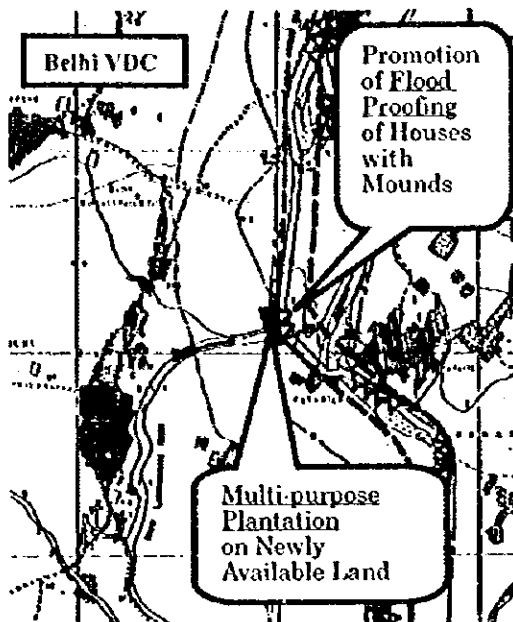 Belhi VDC
Promotion
of Flood
Proofing
of Houses
with
Mounds
Multi-purpose
Plantation
on Newly
Available Land